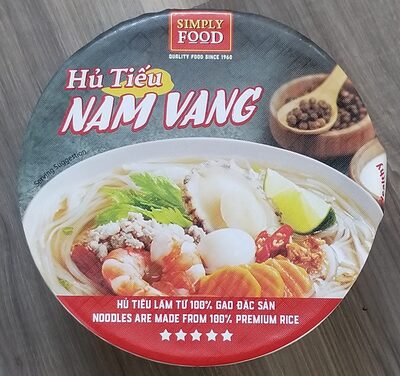 SIMPLY
FOOD
QUALITY FOOD SINCE 1960
Hủ Tiếu
NAM VANG
Serving Suggestion
HỦ TIẾU LÀM TỪ 100% GẠO ĐẶC SẢN
NOODLES ARE MADE FROM 100% PREMIUM RICE